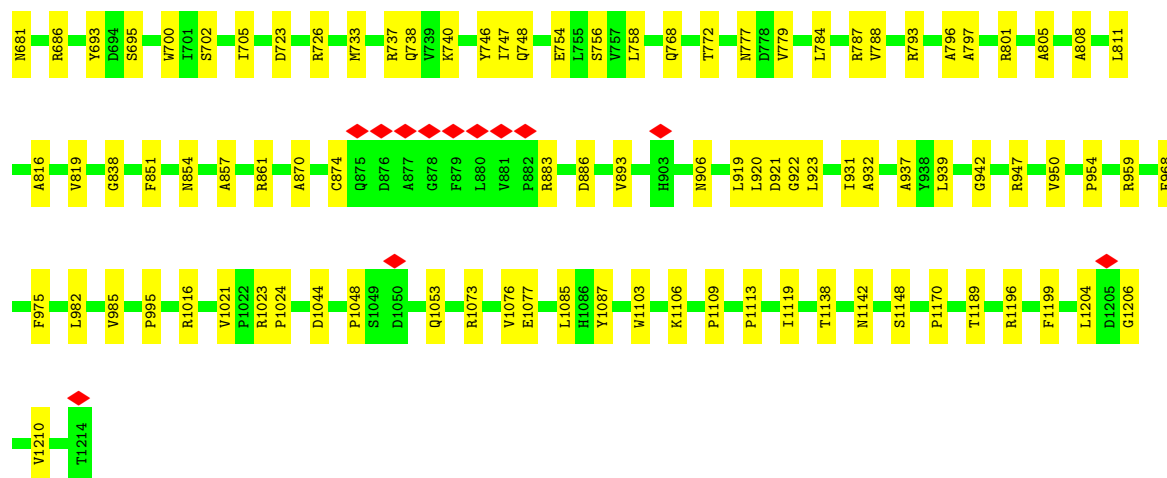 N681 R686 Y693 D694 S695 W700 I701 S702 I705 D723 R726 M733 R737 Q738 V739 K740 Y746 I747 Q748 E754 L755 S756 V757 L758 Q768 T772 N777 D778 V779 L784 R787 V788 R793 A796 A797 R801 A805 A808 L811
A816 V819 G838 F851 N854 A857 R861 A870 C874 Q875 D876 A877 G878 F879 L880 V881 P882 R883 D886 V893 H903 N906 L919 L920 D921 G922 L923 I931 A932 A937 Y938 L939 G942 R947 V950 P954 R959
F975 L982 V985 P995 R1016 V1021 P1022 R1023 P1024 D1044 P1048 S1049 D1050 Q1053 R1073 V1076 E1077 L1085 H1086 Y1087 W1103 K1106 P1109 P1113 I1119 T1138 N1142 S1148 P1170 T1189 R1196 F1199 L1204 D1205 G1206
V1210 T1214